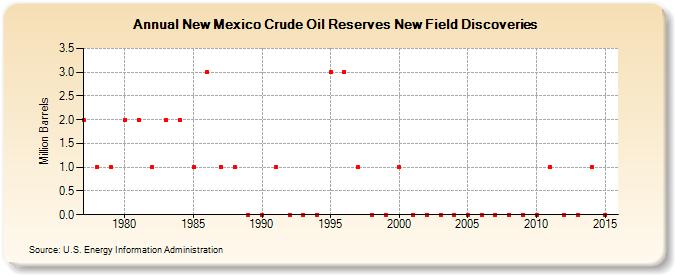 Annual New Mexico Crude Oil Reserves New Field Discoveries
Million Barrels
3.5
3.0
2.5
2.0
1.5
1.0
0.5
0.0
1980 1985 1990 1995 2000 2005 2010 2015
Source: U.S. Energy Information Administration